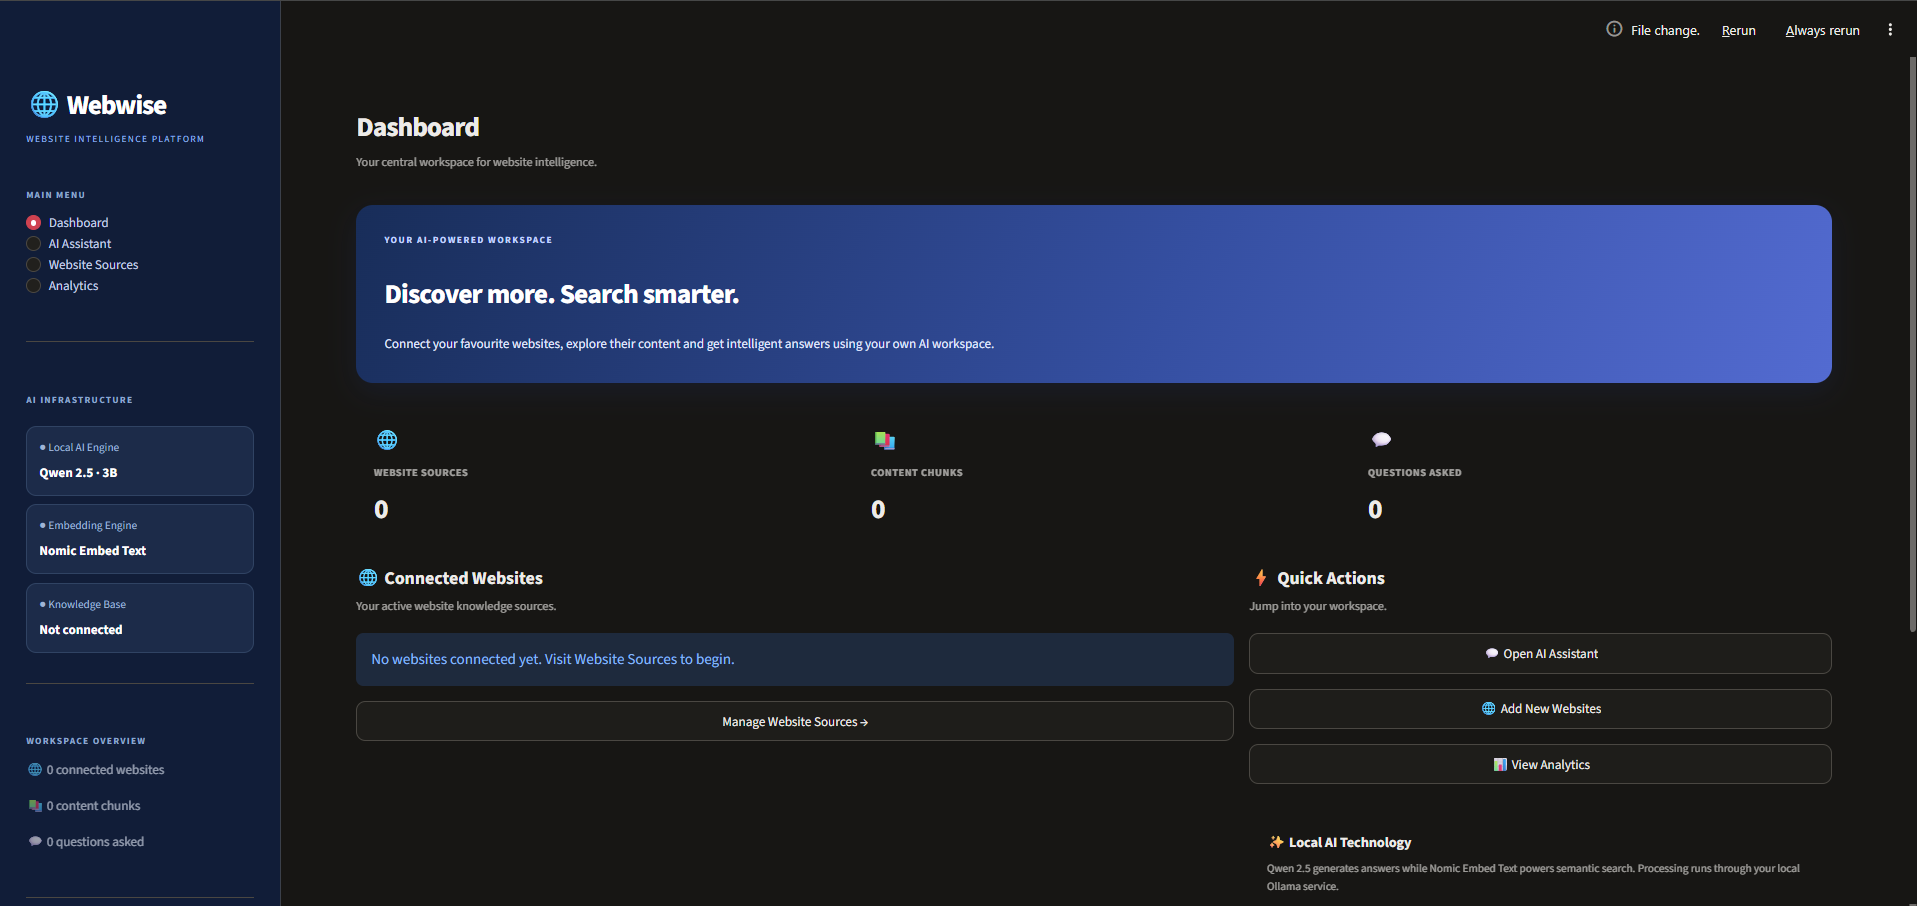 File change.
Rerun
Always rerun
Webwise
WEBSITE INTELLIGENCE PLATFORM
MAIN MENU
Dashboard
AI Assistant
Website Sources
Analytics
AI INFRASTRUCTURE
Local AI Engine
Qwen 2.5 · 3B
Embedding Engine
Nomic Embed Text
Knowledge Base
Not connected
WORKSPACE OVERVIEW
0 connected websites
0 content chunks
0 questions asked
Dashboard
Your central workspace for website intelligence.
YOUR AI-POWERED WORKSPACE
Discover more. Search smarter.
Connect your favourite websites, explore their content and get intelligent answers using your own AI workspace.
WEBSITE SOURCES
0
CONTENT CHUNKS
0
QUESTIONS ASKED
0
Connected Websites
Your active website knowledge sources.
No websites connected yet. Visit Website Sources to begin.
Manage Website Sources →
Quick Actions
Jump into your workspace.
Open AI Assistant
Add New Websites
View Analytics
Local AI Technology
Qwen 2.5 generates answers while Nomic Embed Text powers semantic search. Processing runs through your local
Ollama service.